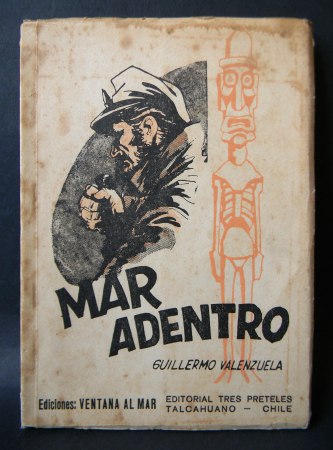 MAR
ADENTRO
GUILLERMO VALENZUELA
Ediciones: VENTANA AL MAR
EDITORIAL TRES PRETELES
TALCAHUANO - CHILE